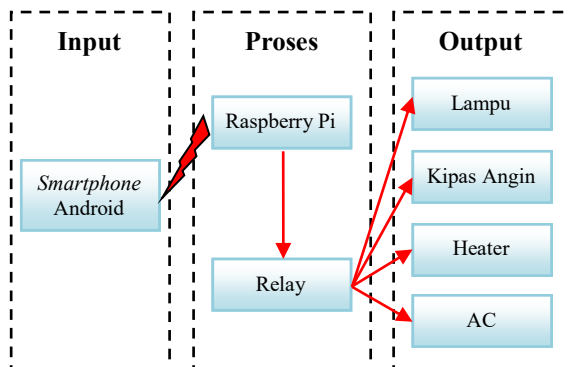 Input
Smartphone
Android
Proses
Raspberry Pi
Relay
Output
Lampu
Kipas Angin
Heater
AC